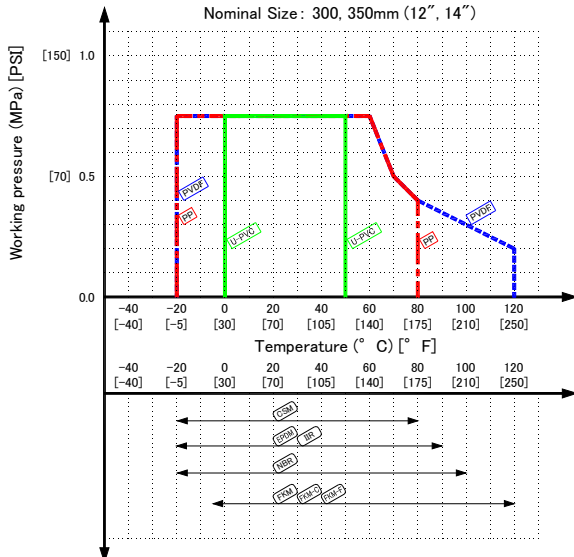 Nominal Size: 300, 350mm (12″, 14″)
Working pressure (MPa) [PSI]
[150] 1.0
[70] 0.5
0.0
PVDF
PP
U-PVC
U-PVC
PP
PVDF
-40 -20 0 20 40 60 80 100 120
[-40] [-5] [30] [70] [105] [140] [175] [210] [250]
Temperature (° C) [° F]
-40 -20 0 20 40 60 80 100 120
[-40] [-5] [30] [70] [105] [140] [175] [210] [250]
CSM
EPDM IIR
NBR
FKM FKM-C FKM-F